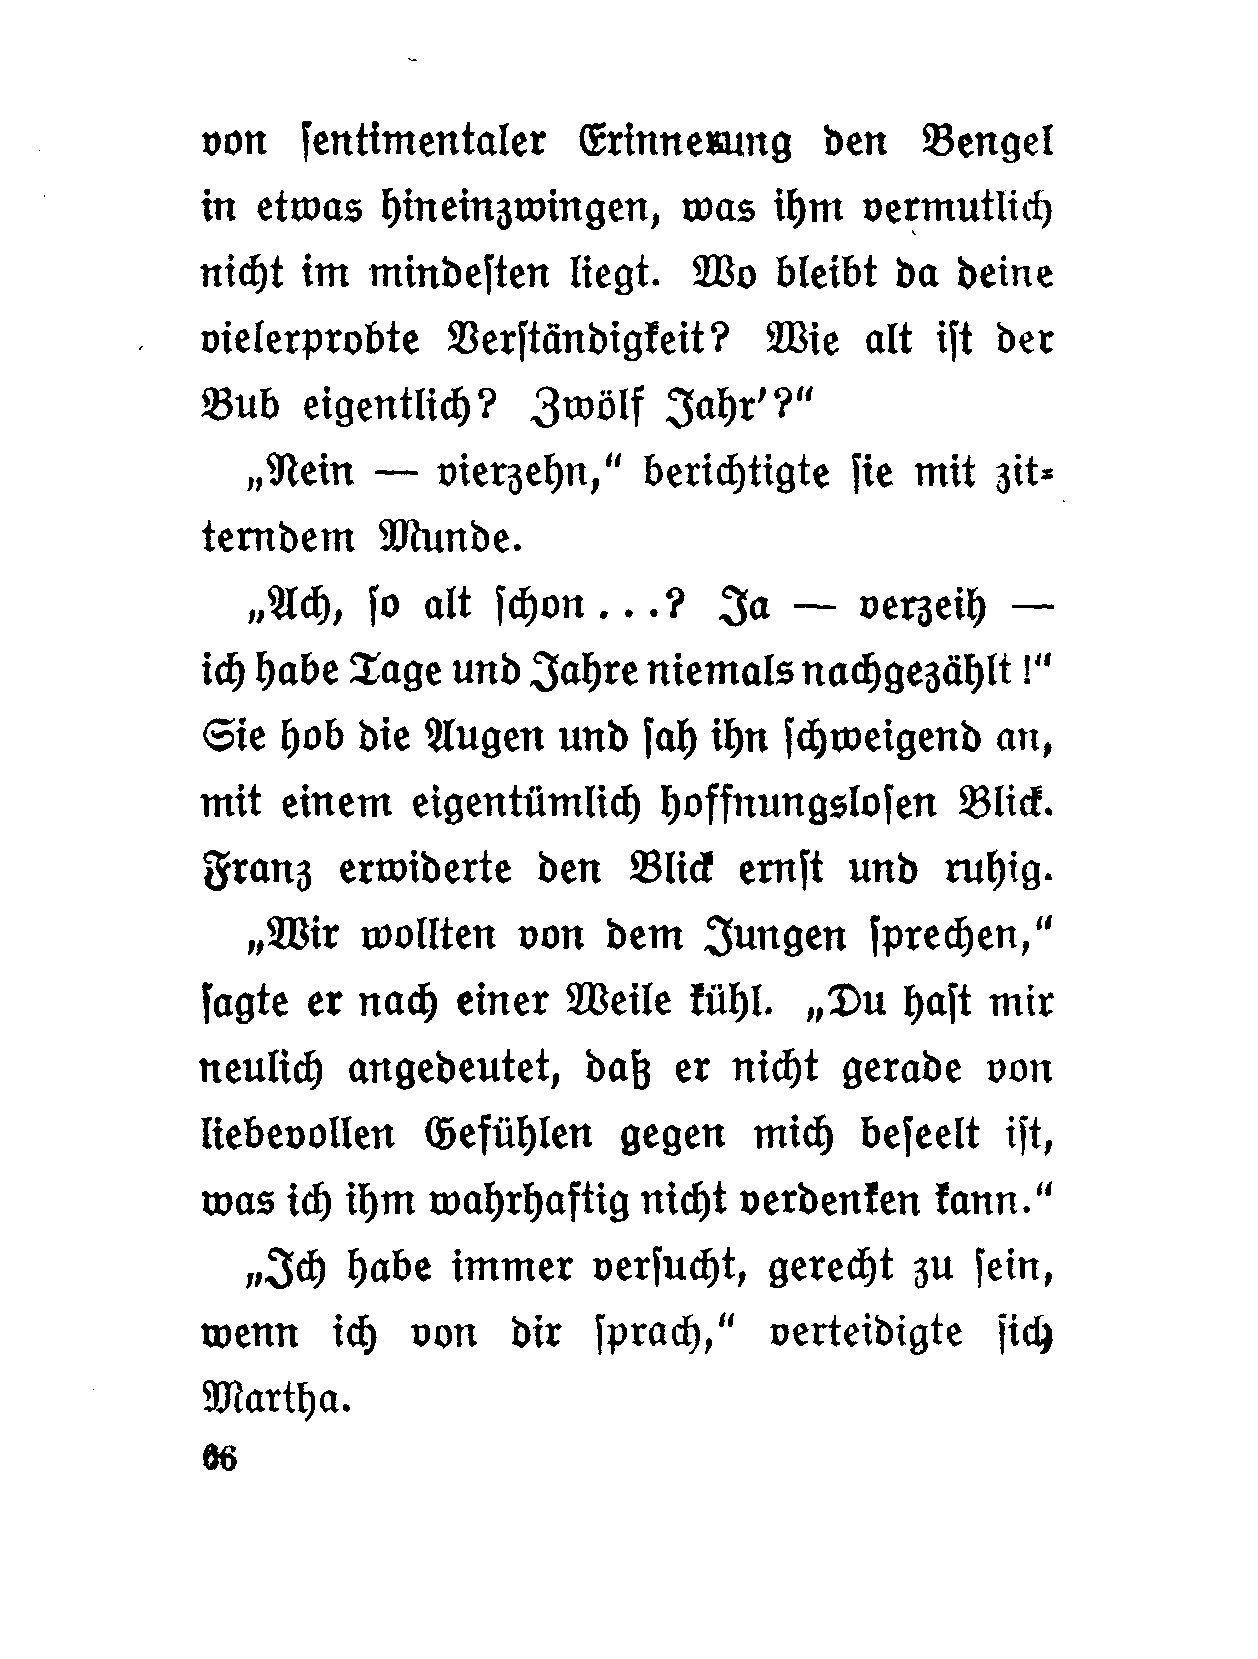 von ſentimentaler Erinnerung den Bengel
in etwas hineinzwingen, was ihm vermutlich
nicht im mindeſten liegt. Wo bleibt da deine
vielerprobte Verſtändigkeit? Wie alt iſt der
Bub eigentlich? Zwölf Jahr'?“
„Nein — vierzehn,“ berichtigte ſie mit zit-
terndem Munde.
„Ach, ſo alt ſchon . . .? Ja — verzeih —
ich habe Tage und Jahre niemals nachgezählt!“
Sie hob die Augen und ſah ihn ſchweigend an,
mit einem eigentümlich hoffnungsloſen Blick.
Franz erwiderte den Blick ernſt und ruhig.
„Wir wollten von dem Jungen ſprechen,“
ſagte er nach einer Weile kühl. „Du haſt mir
neulich angedeutet, daß er nicht gerade von
liebevollen Gefühlen gegen mich beſeelt iſt,
was ich ihm wahrhaftig nicht verdenken kann.“
„Ich habe immer verſucht, gerecht zu ſein,
wenn ich von dir ſprach,“ verteidigte ſich
Martha.
66